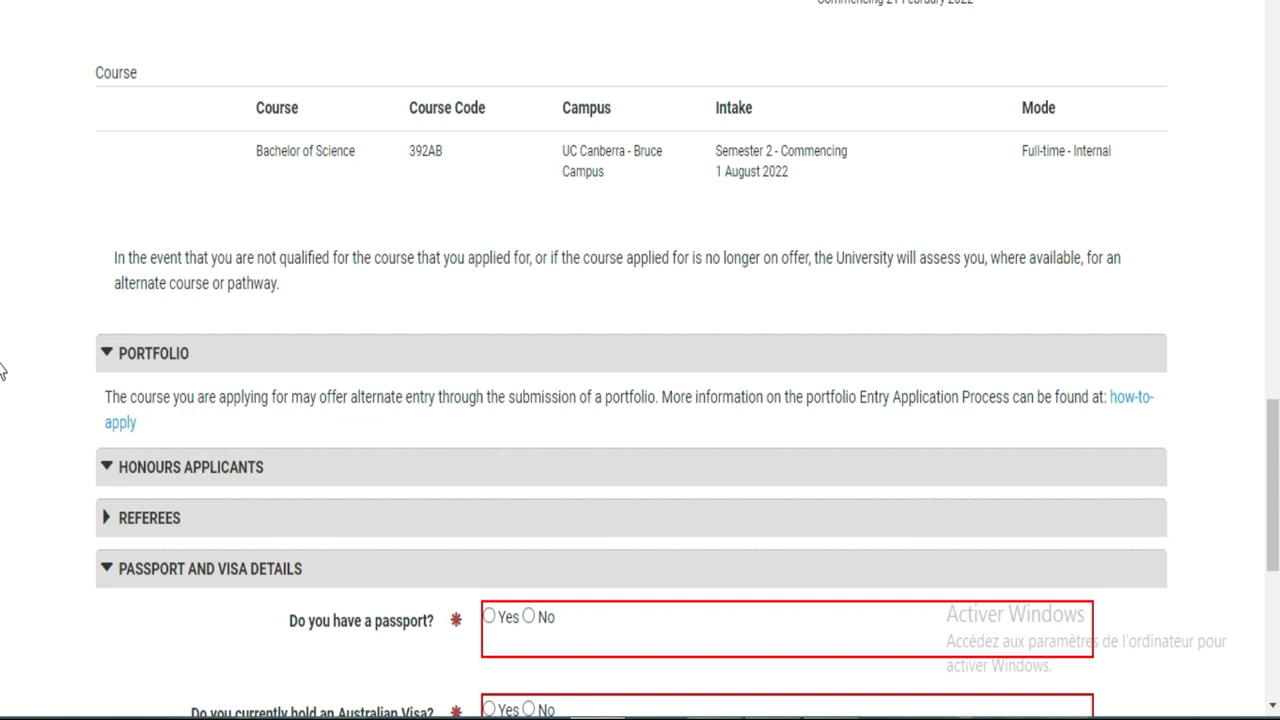 Commencing 21 February 2022
Course
Course Course Code Campus Intake Mode
Bachelor of Science 392AB UC Canberra - Bruce Semester 2 - Commencing Full-time - Internal
Campus 1 August 2022
In the event that you are not qualified for the course that you applied for, or if the course applied for is no longer on offer, the University will assess you, where available, for an
alternate course or pathway.
PORTFOLIO
The course you are applying for may offer alternate entry through the submission of a portfolio. More information on the portfolio Entry Application Process can be found at: how-to-
apply
HONOURS APPLICANTS
REFEREES
PASSPORT AND VISA DETAILS
Do you have a passport? * Yes No
Activer Windows
Accédez aux paramètres de l'ordinateur pour
activer Windows.
Do you currently hold an Australian Visa? * Yes No